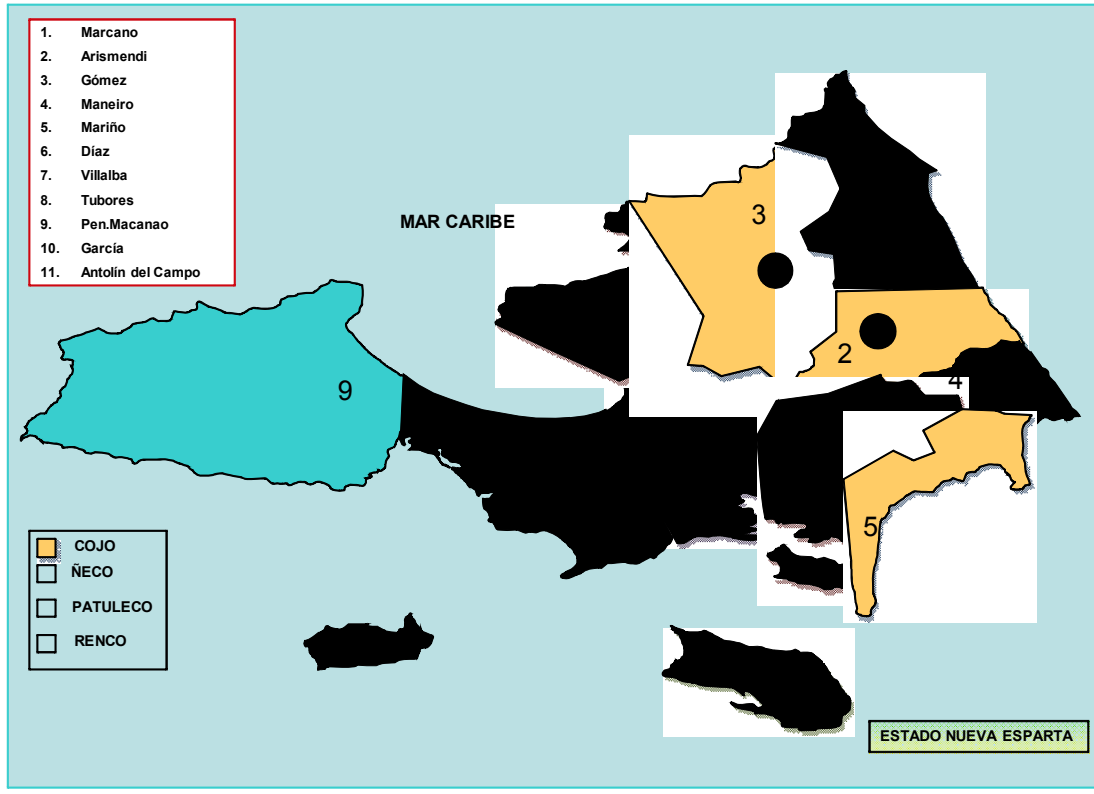 1. Marcano
2. Arismendi
3. Gómez
4. Maneiro
5. Mariño
6. Díaz
7. Villalba
8. Tubores
9. Pen.Macanao
10. García
11. Antolín del Campo
MAR CARIBE
3
2
4
9
5
COJO
ÑECO
PATULECO
RENCO
ESTADO NUEVA ESPARTA